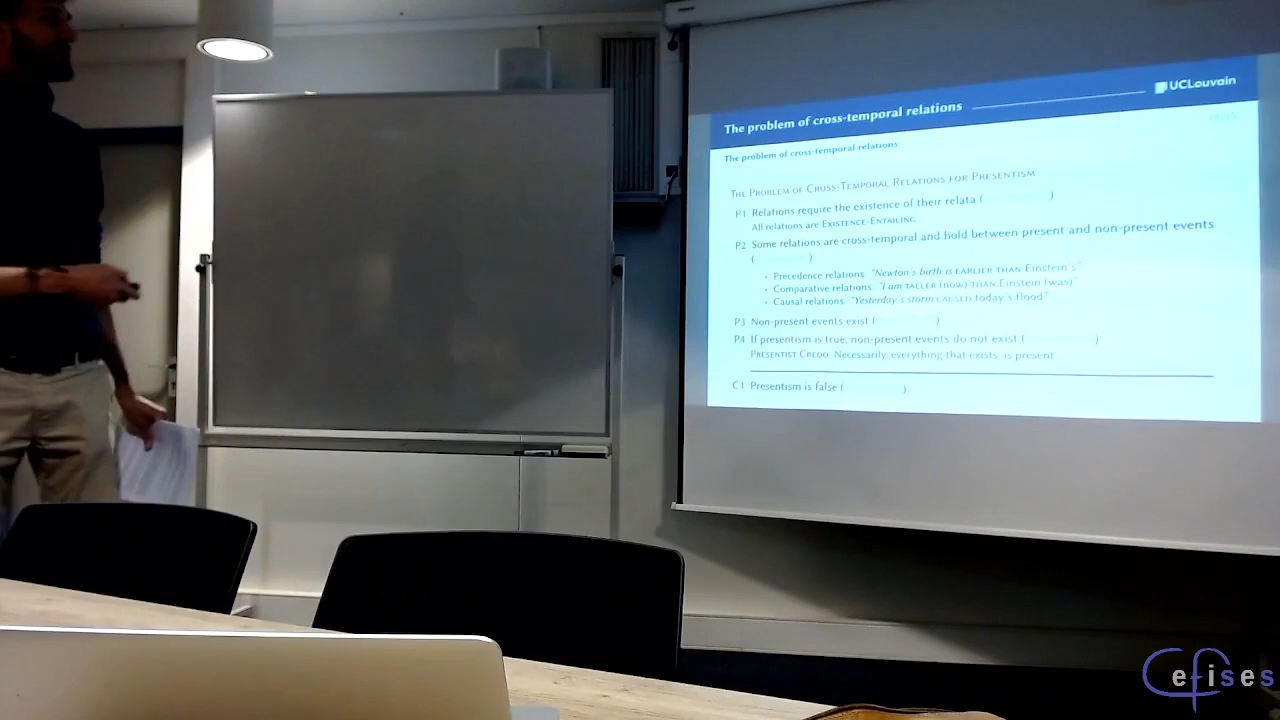 UCLouvain
The problem of cross-temporal relations
The problem of cross-temporal relations
THE PROBLEM OF CROSS-TEMPORAL RELATIONS FOR PRESENTISM
P1 Relations require the existence of their relata ( )
All relations are EXISTENCE-ENTAILING
P2 Some relations are cross-temporal and hold between present and non-present events
( )
• Precedence relations: "Newton's birth is EARLIER THAN Einstein's"
• Comparative relations: "I am TALLER (now) THAN Einstein (was)."
• Causal relations: "Yesterday's storm CAUSED today's flood."
P3 Non-present events exist ( )
P4 If presentism is true, non-present events do not exist ( )
PRESENTIST CREDO: Necessarily, everything that exists is present
C1 Presentism is false ( )
Cefises